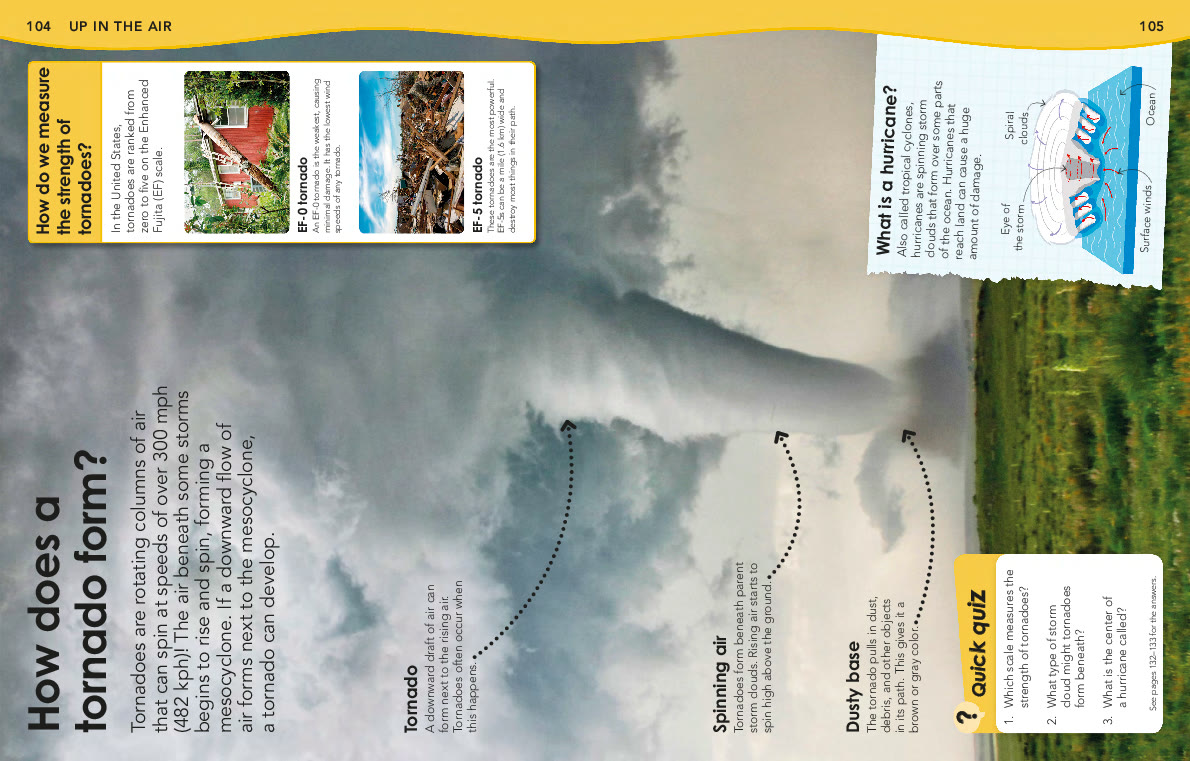 104 UP IN THE AIR
105
How does a
tornado form?
Tornadoes are rotating columns of air
that can spin at speeds of over 300 mph
(482 kph)! The air beneath some storms
begins to rise and spin, forming a
mesocyclone. If a downward flow of
air forms next to the mesocyclone,
a tornado can develop.
Tornado
A downward draft of air can
form next to the rising air.
Tornadoes often occur when
this happens.
Spinning air
Tornadoes form beneath parent
storm clouds. Rising air starts to
spin high above the ground.
Dusty base
The tornado pulls in dust,
debris, and other objects
in its path. This gives it a
brown or gray color.
? Quick quiz
1. Which scale measures the
strength of tornadoes?
2. What type of storm
cloud might tornadoes
form beneath?
3. What is the center of
a hurricane called?
See pages 132–133 for the answers.
How do we measure
the strength of
tornadoes?
In the United States,
tornadoes are ranked from
zero to five on the Enhanced
Fujita (EF) scale.
EF-0 tornado
An EF-0 tornado is the weakest, causing
minimal damage. It has the lowest wind
speeds of any tornado.
EF-5 tornado
These tornadoes are the most powerful.
EF-5s can be a mile (1.6 km) wide and
destroy most things in their path.
What is a hurricane?
Also called tropical cyclones,
hurricanes are spinning storm
clouds that form over some parts
of the ocean. Hurricanes that
reach land can cause a huge
amount of damage.
Eye of
the storm
Spiral
clouds
Surface winds
Ocean